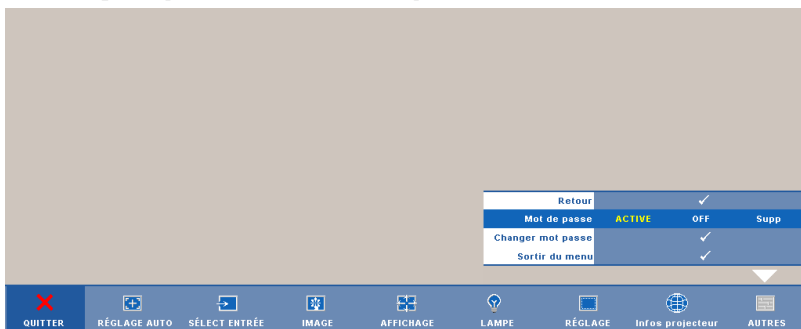 Retour
Mot de passe ACTIVE OFF Supp
Changer mot passe
Sortir du menu
QUITTER RÉGLAGE AUTO SÉLECT ENTRÉE IMAGE AFFICHAGE LAMPE RÉGLAGE Infos projecteur AUTRES